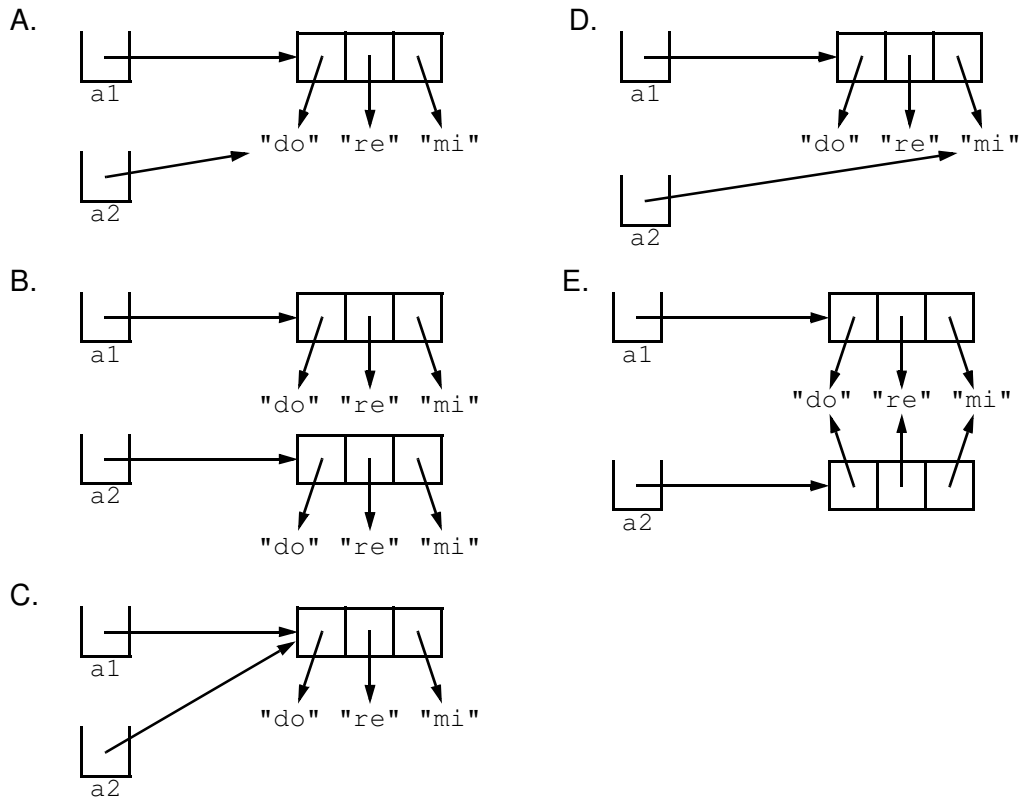 A.
a1
"do" "re" "mi"
a2
B.
a1
"do" "re" "mi"
a2
"do" "re" "mi"
C.
a1
"do" "re" "mi"
a2
D.
a1
"do" "re" "mi"
a2
E.
a1
"do" "re" "mi"
a2